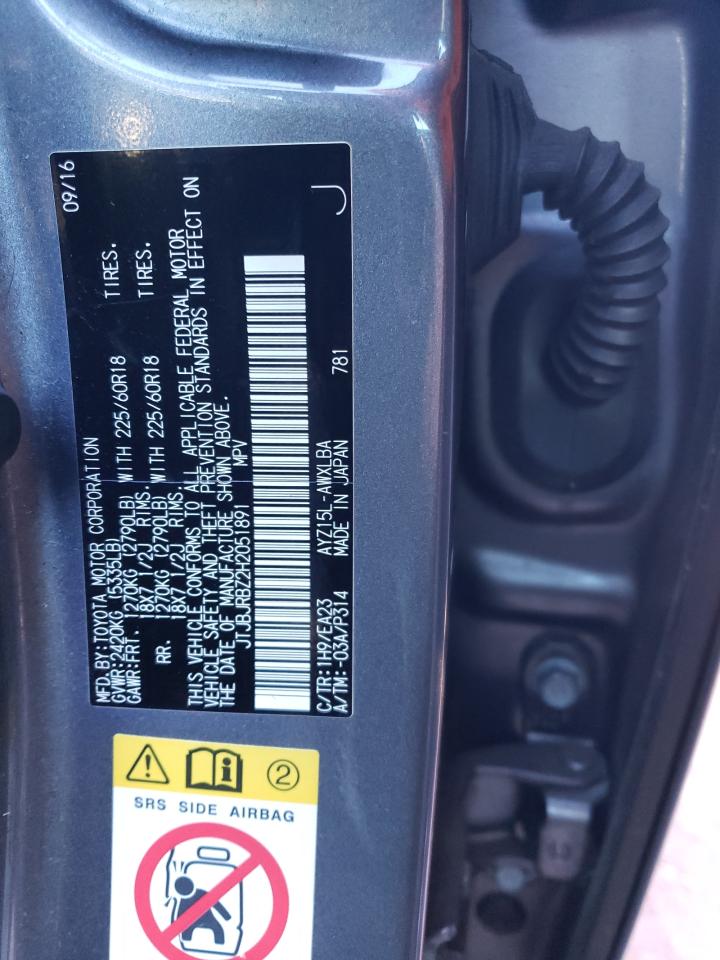 MFD.BY:TOYOTA MOTOR CORPORATION 09/16
GVWR:2420KG (5335LB)
GAWR:FRT. 1270KG (2790LB) WITH 225/60R18 TIRES.
18X7 1/2J RIMS.
RR. 1270KG (2790LB) WITH 225/60R18 TIRES.
18X7 1/2J RIMS.
THIS VEHICLE CONFORMS TO ALL APPLICABLE FEDERAL MOTOR
VEHICLE SAFETY AND THEFT PREVENTION STANDARDS IN EFFECT ON
THE DATE OF MANUFACTURE SHOWN ABOVE.
JTJBJRBZ2H2051891 MPV
C/TR:1H9/EA23 AYZ15L-AWXLBA
A/TM:-03A/P314 MADE IN JAPAN 781 J
2
SRS SIDE AIRBAG